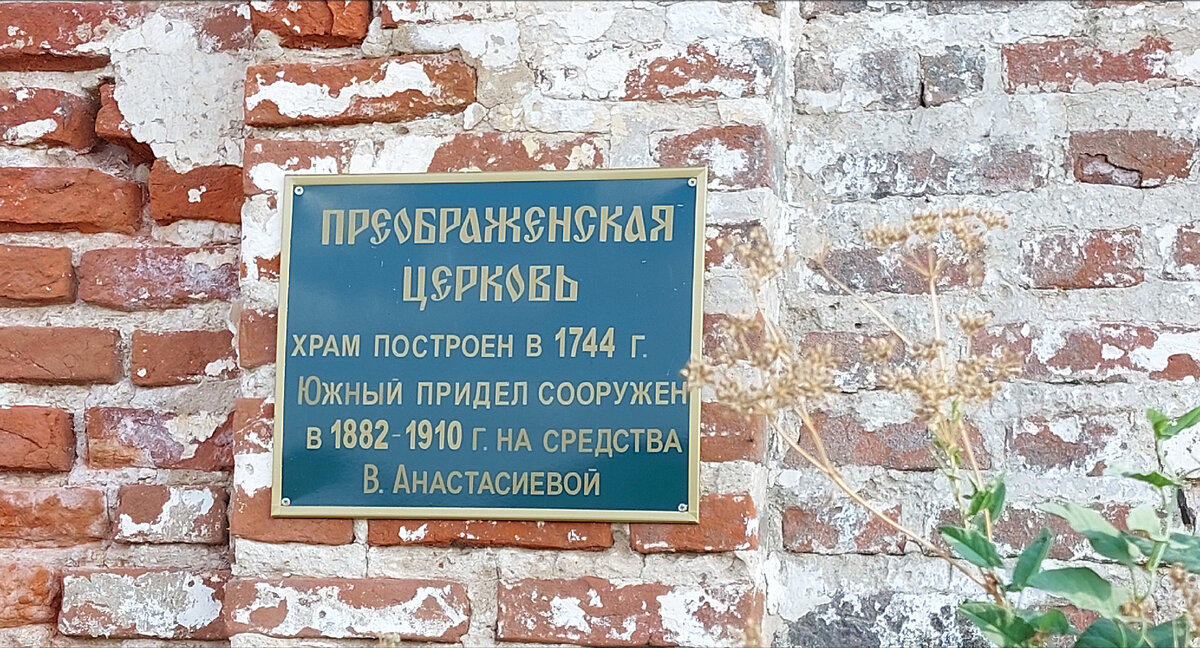 ПРЕОБРАЖЕНСКАЯ
ЦЕРКОВЬ
ХРАМ ПОСТРОЕН В 1744 Г.
ЮЖНЫЙ ПРИДЕЛ СООРУЖЕН
В 1882-1910 Г. НА СРЕДСТВА
В. АНАСТАСИЕВОЙ